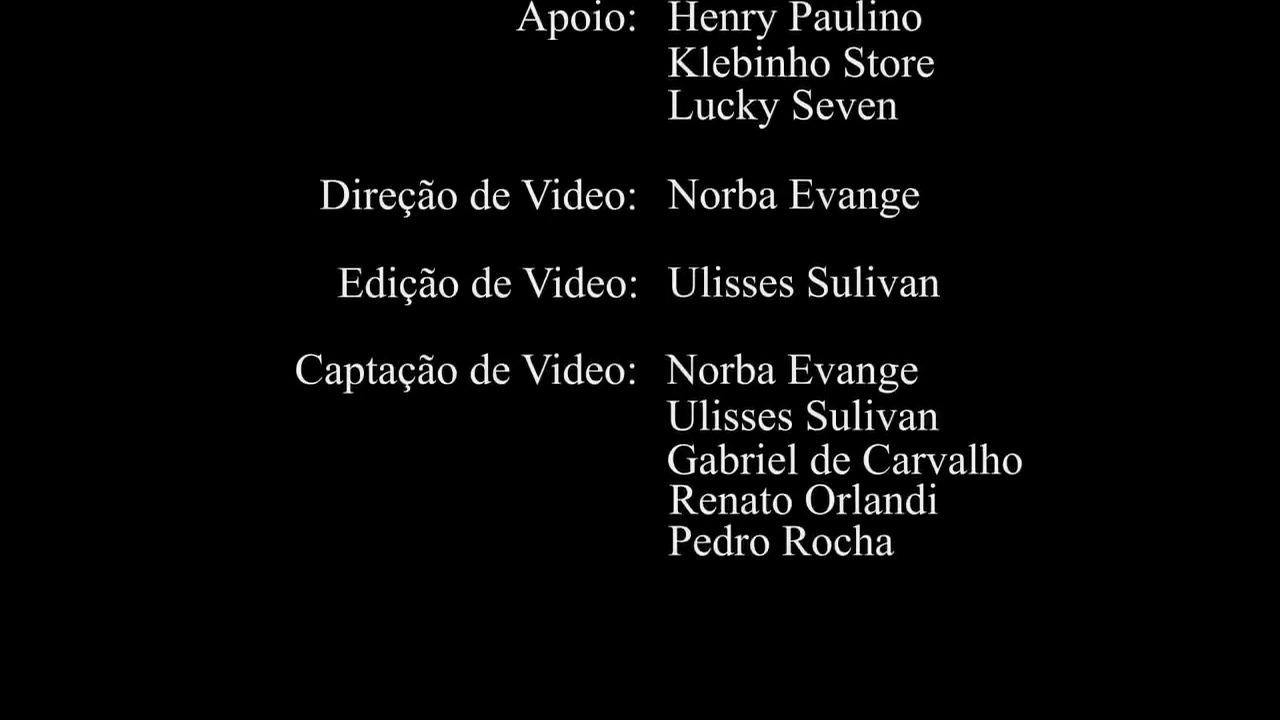 Apoio: Henry Paulino
Klebinho Store
Lucky Seven
Direção de Video: Norba Evange
Edição de Video: Ulisses Sulivan
Captação de Video: Norba Evange
Ulisses Sulivan
Gabriel de Carvalho
Renato Orlandi
Pedro Rocha